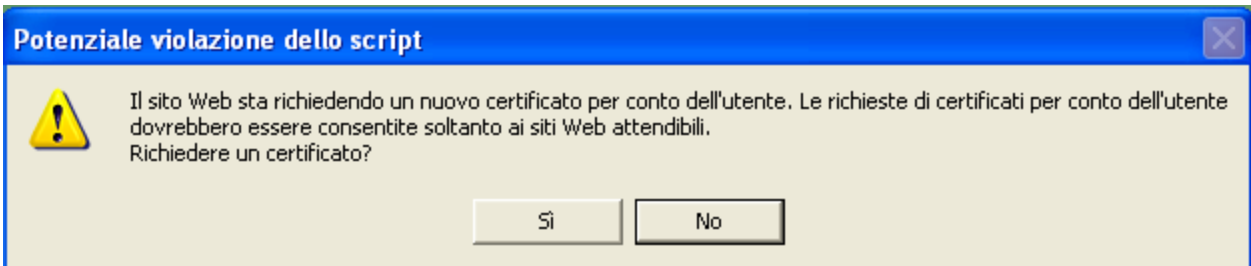 Potenziale violazione dello script
Il sito Web sta richiedendo un nuovo certificato per conto dell'utente. Le richieste di certificati per conto dell'utente
dovrebbero essere consentite soltanto ai siti Web attendibili.
Richiedere un certificato?
Sì No